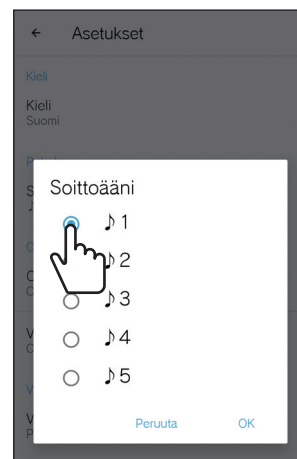 ← Asetukset
Kieli
Kieli
Suomi
Soittoääni
♪ 1
♪ 2
♪ 3
♪ 4
♪ 5
Peruuta OK